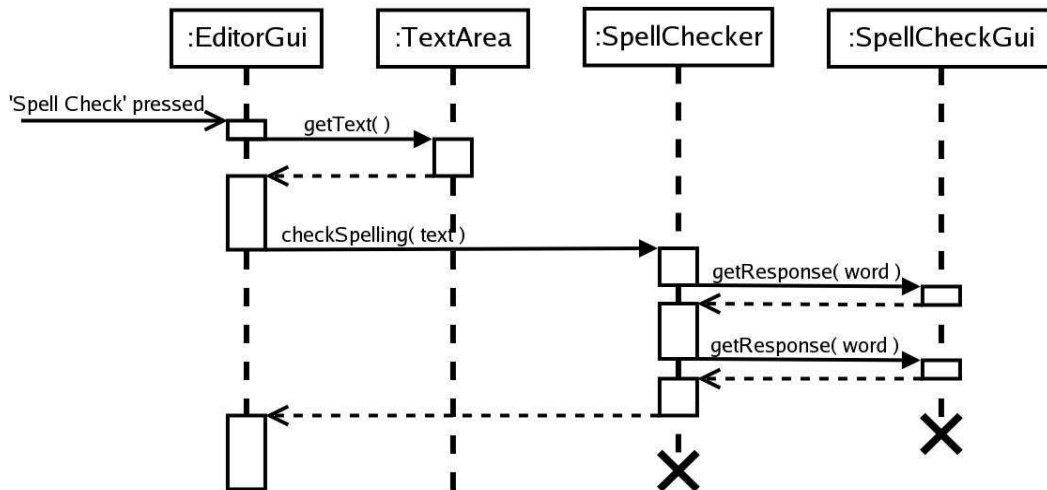 :EditorGui
:TextArea
:SpellChecker
:SpellCheckGui
'Spell Check' pressed
getText( )
checkSpelling( text )
getResponse( word )
getResponse( word )